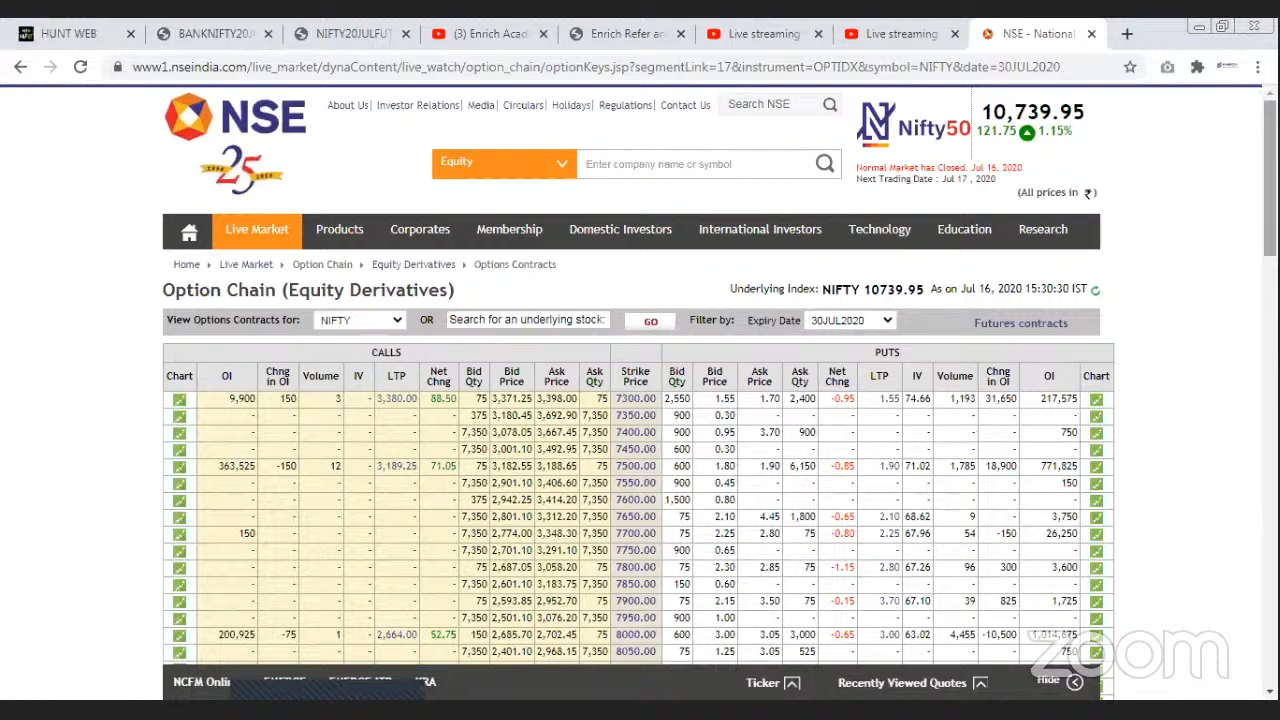 HUNT WEB BANKNIFTY20J NIFTY20JULFUT (3) Enrich Acad Enrich Refer an Live streaming Live streaming NSE - National
www1.nseindia.com/live_market/dynaContent/live_watch/option_chain/optionKeys.jsp?segmentLink=17&instrument=OPTIDX&symbol=NIFTY&date=30JUL2020
NSE
25
About Us| Investor Relations| Media| Circulars| Holidays| Regulations| Contact Us Search NSE
Equity Enter company name or symbol
Nifty50 10,739.95
121.75 1.15%
Normal Market has Closed. Jul 16, 2020
Next Trading Date : Jul 17 , 2020
(All prices in ₹)
Live Market Products Corporates Membership Domestic Investors International Investors Technology Education Research
Home Live Market Option Chain Equity Derivatives Options Contracts
Option Chain (Equity Derivatives) Underlying Index: NIFTY 10739.95 As on Jul 16, 2020 15:30:30 IST
View Options Contracts for: NIFTY OR Search for an underlying stock: GO Filter by: Expiry Date 30JUL2020 Futures contracts
CALLS PUTS
Chart OI Chng in OI Volume IV LTP Net Chng Bid Qty Bid Price Ask Price Ask Qty Strike Price Bid Qty Bid Price Ask Price Ask Qty Net Chng LTP IV Volume Chng in OI OI Chart
9,900 150 3 - 3,380.00 88.50 75 3,371.25 3,398.00 75 7300.00 2,550 1.55 1.70 2,400 -0.95 1.55 74.66 1,193 31,650 217,575
- - - - - - 375 3,180.45 3,692.90 7,350 7350.00 900 0.30 - - - - - - - -
- - - - - - 7,350 3,078.05 3,667.45 7,350 7400.00 900 0.95 3.70 900 - - - - - 750
- - - - - - 7,350 3,001.10 3,492.95 7,350 7450.00 600 0.30 - - - - - - - -
363,525 -150 12 - 3,189.25 71.05 75 3,182.55 3,188.65 75 7500.00 600 1.80 1.90 6,150 -0.85 1.90 71.02 1,785 18,900 771,825
- - - - - - 7,350 2,901.10 3,406.60 7,350 7550.00 900 0.45 - - - - - - - 150
- - - - - - 375 2,942.25 3,414.20 7,350 7600.00 1,500 0.80 - - - - - - - -
- - - - - - 7,350 2,801.10 3,312.20 7,350 7650.00 75 2.10 4.45 1,800 -0.65 2.10 68.62 9 - 3,750
150 - - - - - 7,350 2,774.00 3,348.30 7,350 7700.00 75 2.25 2.80 75 -0.80 2.25 67.96 54 -150 26,250
- - - - - - 7,350 2,701.10 3,291.10 7,350 7750.00 900 0.65 - - - - - - - -
- - - - - - 75 2,687.05 3,058.20 7,350 7800.00 75 2.30 2.85 75 -1.15 2.80 67.26 96 300 3,600
- - - - - - 7,350 2,601.10 3,183.75 7,350 7850.00 150 0.60 - - - - - - - -
- - - - - - 75 2,593.85 2,952.70 7,350 7900.00 75 2.15 3.50 75 -0.15 3.70 67.10 39 825 1,725
- - - - - - 7,350 2,501.10 3,076.20 7,350 7950.00 900 1.00 - - - - - - - -
200,925 -75 1 - 2,664.00 52.75 150 2,685.70 2,702.45 75 8000.00 600 3.00 3.05 3,000 -0.65 3.00 63.02 4,455 -10,500 1,014,675
- - - - - - 7,350 2,401.10 2,968.15 7,350 8050.00 75 1.25 3.05 525 - - - - - 750
NCFM Onlin KRA Ticker Recently Viewed Quotes Hide
zoom